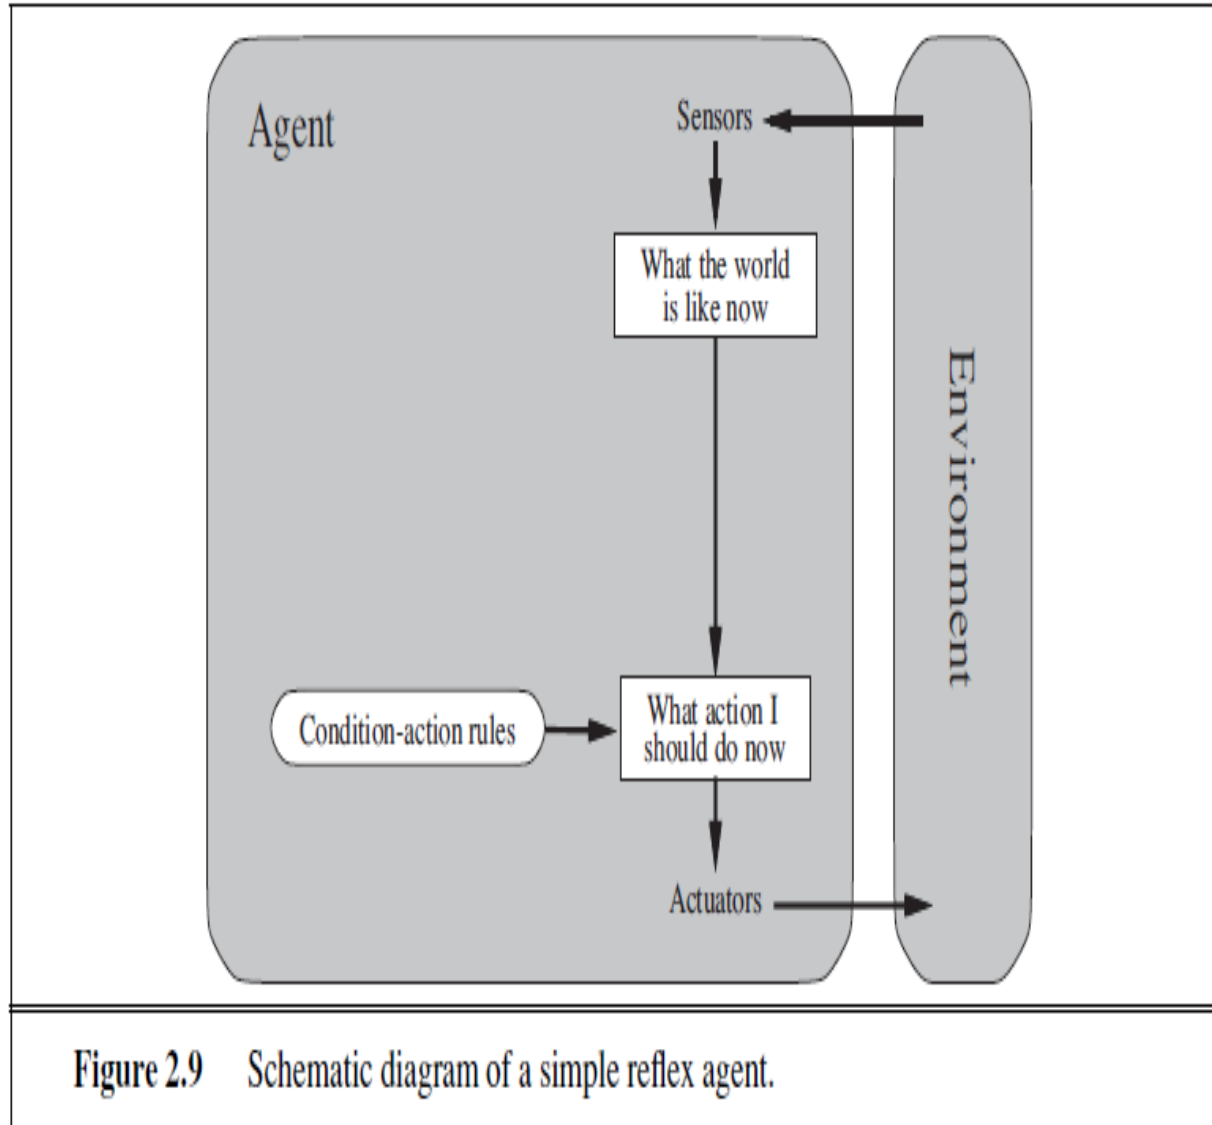 Agent
Sensors
What the world
is like now
Environment
Condition-action rules
What action I
should do now
Actuators
Figure 2.9 Schematic diagram of a simple reflex agent.